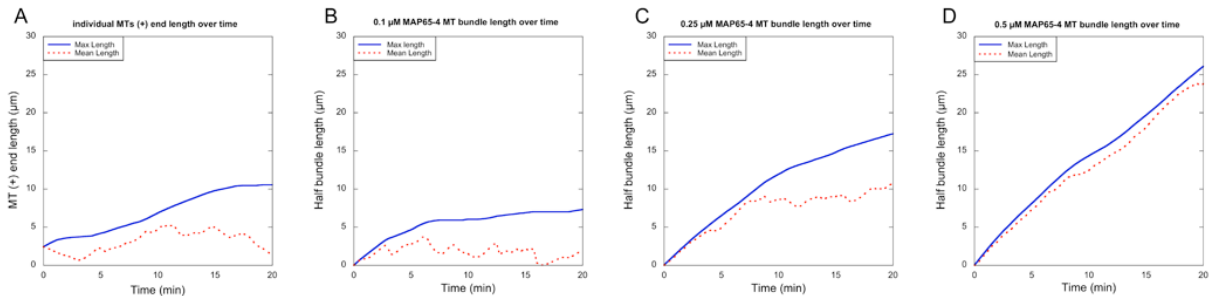 A
individual MTs (+) end length over time
Max Length
Mean Length
MT (+) end length (µm)
30
25
20
15
10
5
0
0 5 10 15 20
Time (min)
B
0.1 µM MAP65-4 MT bundle length over time
Max length
Mean Length
Half bundle length (µm)
30
25
20
15
10
5
0
0 5 10 15 20
Time (min)
C
0.25 µM MAP65-4 MT bundle length over time
Max Length
Mean Length
Half bundle length (µm)
30
25
20
15
10
5
0
0 5 10 15 20
Time (min)
D
0.5 µM MAP65-4 MT bundle length over time
Max Length
Mean Length
Half bundle length (µm)
30
25
20
15
10
5
0
0 5 10 15 20
Time (min)